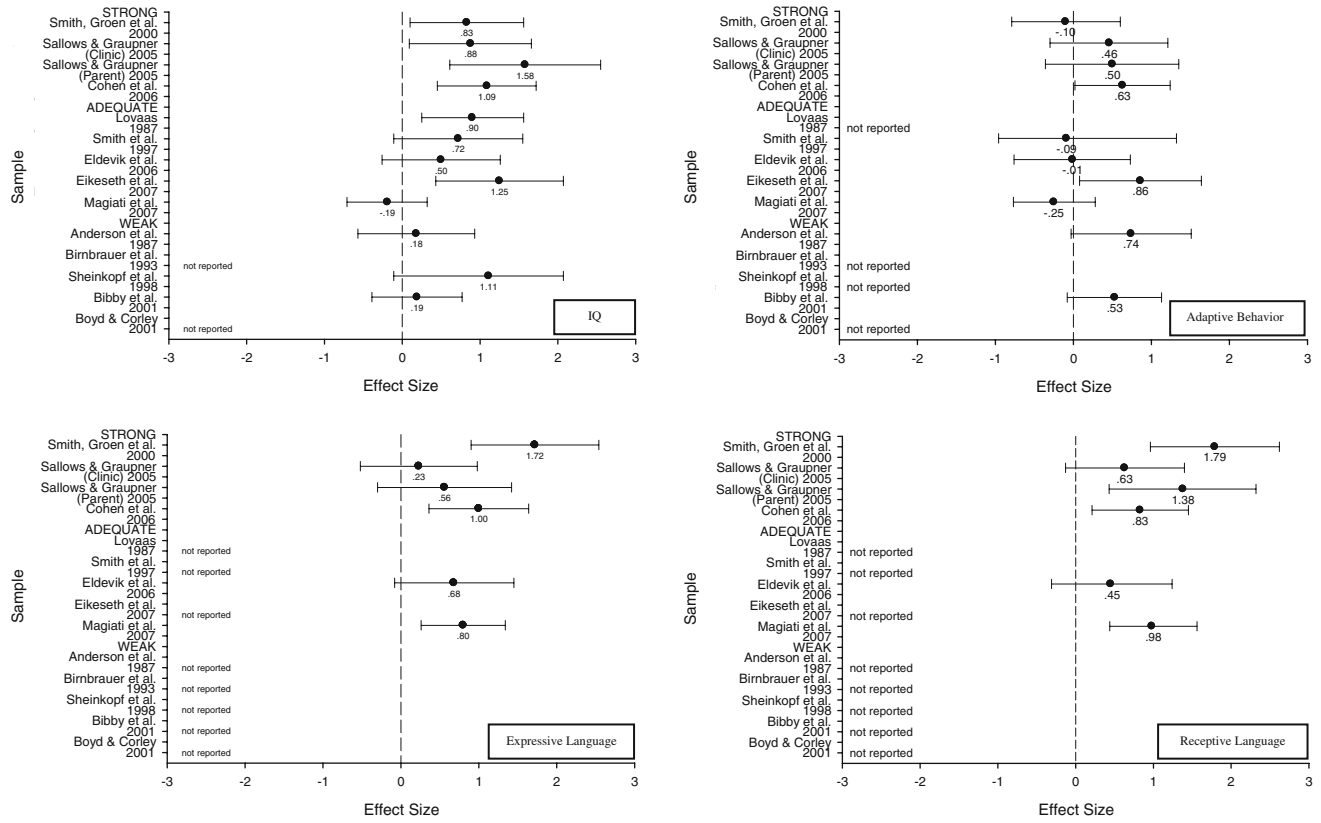 STRONG
Smith, Groen et al.
2000
.83
Sallows & Graupner
(Clinic) 2005
.88
Sallows & Graupner
(Parent) 2005
1.58
Cohen et al.
2006
1.09
ADEQUATE
Lovaas
1987
.90
Smith et al.
1997
.72
Eldevik et al.
2006
.50
Eikeseth et al.
2007
1.25
Magiati et al.
2007
-.19
WEAK
Anderson et al.
1987
.18
Birnbrauer et al.
1993 not reported
Sheinkopf et al.
1998
1.11
Bibby et al.
2001
.19
Boyd & Corley
2001 not reported
Sample
IQ
-3 -2 -1 0 1 2 3
Effect Size
STRONG
Smith, Groen et al.
2000
-.10
Sallows & Graupner
(Clinic) 2005
.46
Sallows & Graupner
(Parent) 2005
.50
Cohen et al.
2006
.63
ADEQUATE
Lovaas
1987 not reported
Smith et al.
1997
-.09
Eldevik et al.
2006
-.01
Eikeseth et al.
2007
.86
Magiati et al.
2007
-.25
WEAK
Anderson et al.
1987
.74
Birnbrauer et al.
1993 not reported
Sheinkopf et al.
1998 not reported
Bibby et al.
2001
.53
Boyd & Corley
2001 not reported
Sample
Adaptive Behavior
-3 -2 -1 0 1 2 3
Effect Size
STRONG
Smith, Groen et al.
2000
1.72
Sallows & Graupner
(Clinic) 2005
.23
Sallows & Graupner
(Parent) 2005
.56
Cohen et al.
2006
1.00
ADEQUATE
Lovaas
1987 not reported
Smith et al.
1997 not reported
Eldevik et al.
2006
.68
Eikeseth et al.
2007 not reported
Magiati et al.
2007
.80
WEAK
Anderson et al.
1987 not reported
Birnbrauer et al.
1993 not reported
Sheinkopf et al.
1998 not reported
Bibby et al.
2001 not reported
Boyd & Corley
2001 not reported
Sample
Expressive Language
-3 -2 -1 0 1 2 3
Effect Size
STRONG
Smith, Groen et al.
2000
1.79
Sallows & Graupner
(Clinic) 2005
.63
Sallows & Graupner
(Parent) 2005
1.38
Cohen et al.
2006
.83
ADEQUATE
Lovaas
1987 not reported
Smith et al.
1997 not reported
Eldevik et al.
2006
.45
Eikeseth et al.
2007 not reported
Magiati et al.
2007
.98
WEAK
Anderson et al.
1987 not reported
Birnbrauer et al.
1993 not reported
Sheinkopf et al.
1998 not reported
Bibby et al.
2001 not reported
Boyd & Corley
2001 not reported
Sample
Receptive Language
-3 -2 -1 0 1 2 3
Effect Size